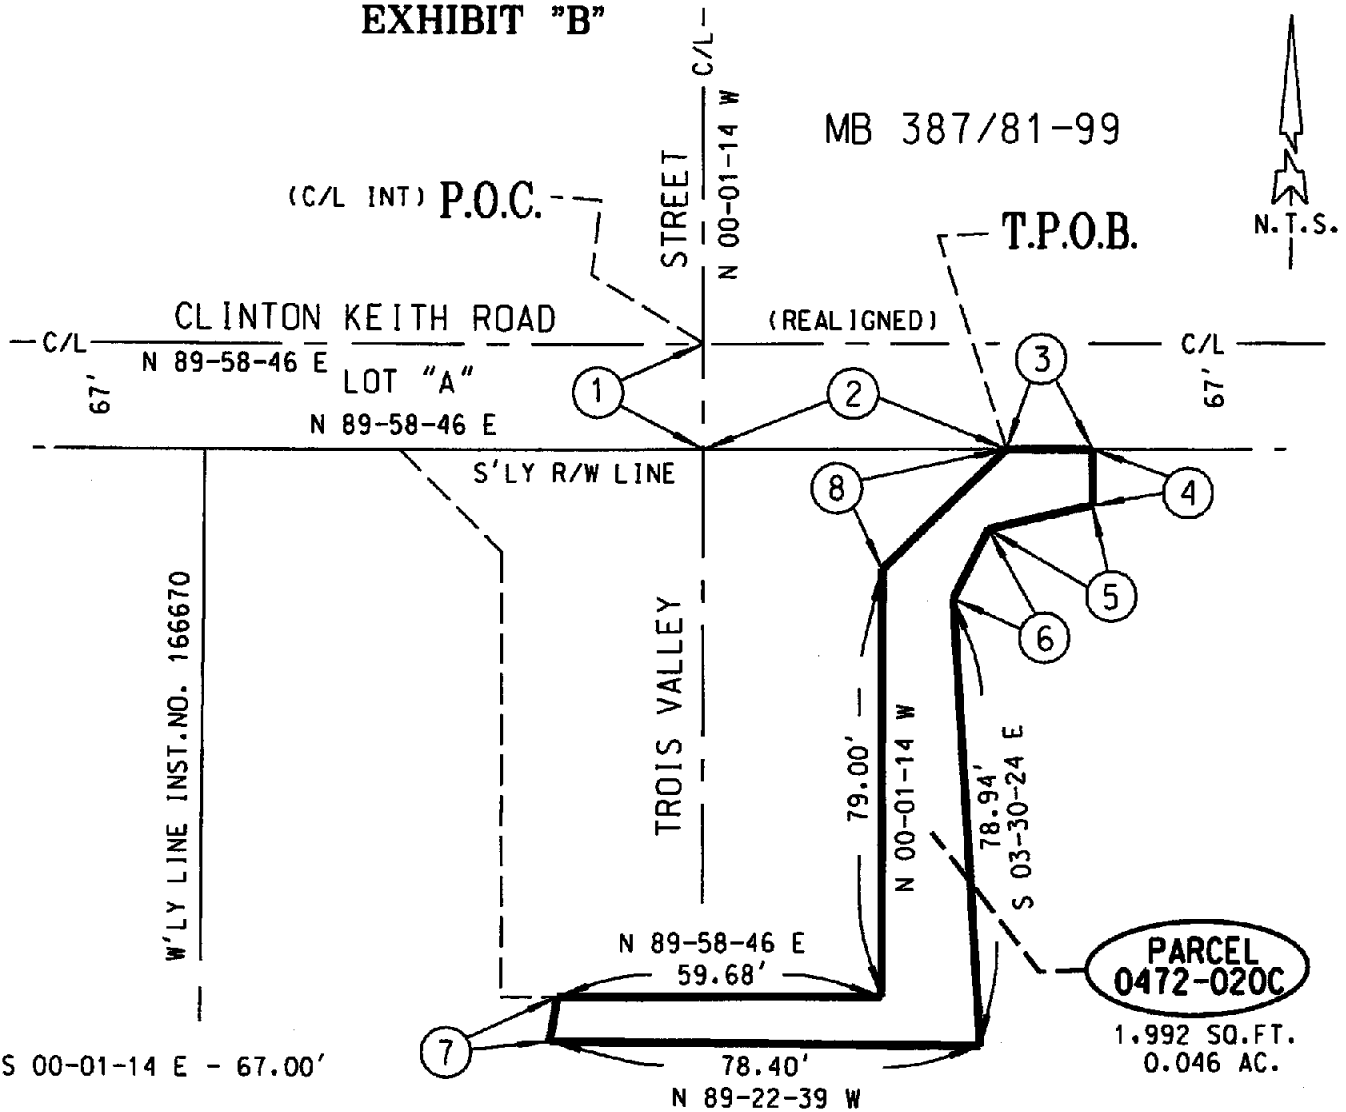 EXHIBIT "B"
C/L
N 00-01-14 W
STREET
MB 387/81-99
(C/L INT) P.O.C.
T.P.O.B.
N.T.S.
CLINTON KEITH ROAD
(REALIGNED)
C/L
C/L
N 89-58-46 E
67'
67'
LOT "A"
N 89-58-46 E
1
2
3
S'LY R/W LINE
8
4
5
6
W'LY LINE INST.NO. 166670
TROIS VALLEY
79.00'
N 00-01-14 W
78.94'
S 03-30-24 E
N 89-58-46 E
59.68'
PARCEL
0472-020C
1.992 SQ.FT.
0.046 AC.
7
S 00-01-14 E - 67.00'
78.40'
N 89-22-39 W